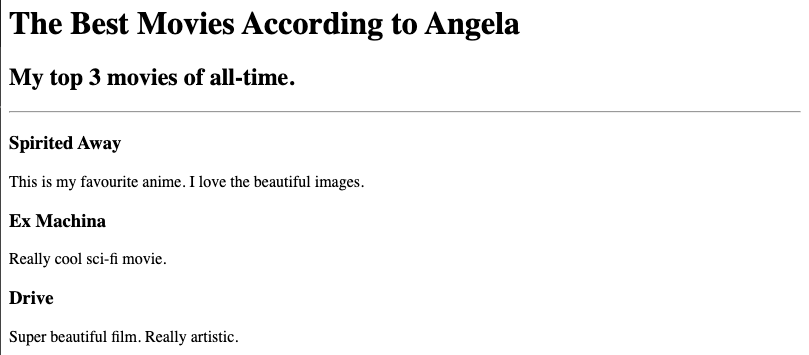 The Best Movies According to Angela
My top 3 movies of all-time.
Spirited Away
This is my favourite anime. I love the beautiful images.
Ex Machina
Really cool sci-fi movie.
Drive
Super beautiful film. Really artistic.